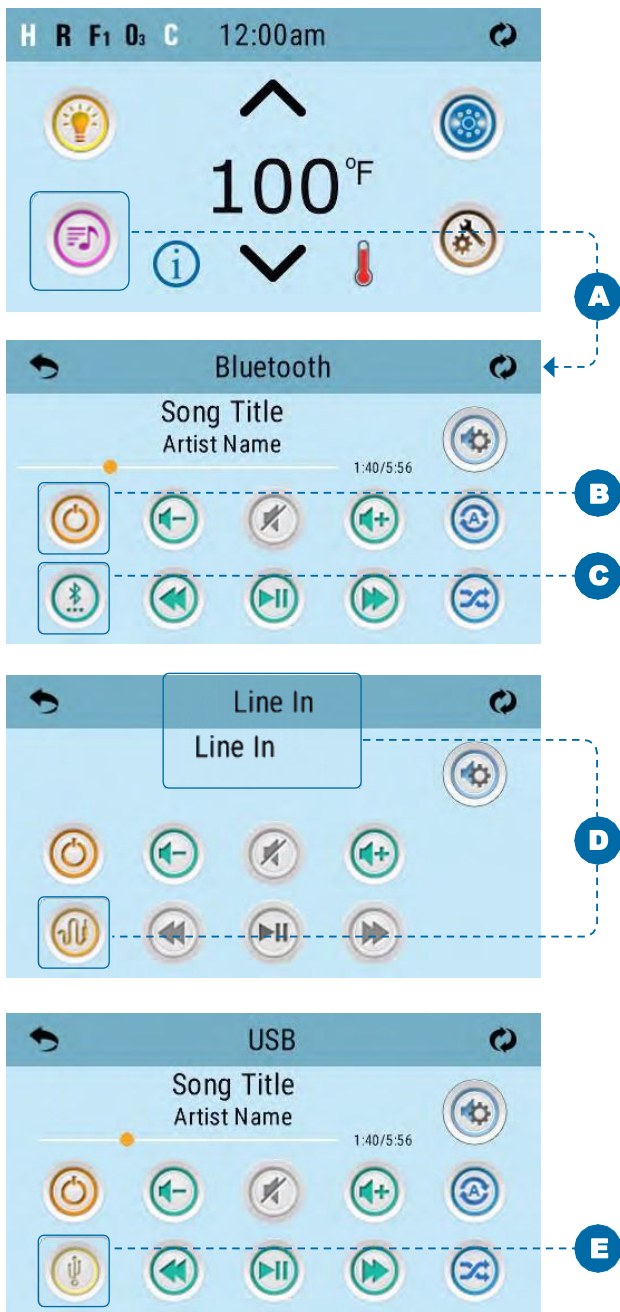 H R F1 O3 C 12:00am
100°F
i
A
Bluetooth
Song Title
Artist Name
1:40/5:56
B
A
C
Line In
Line In
D
USB
Song Title
Artist Name
1:40/5:56
A
E